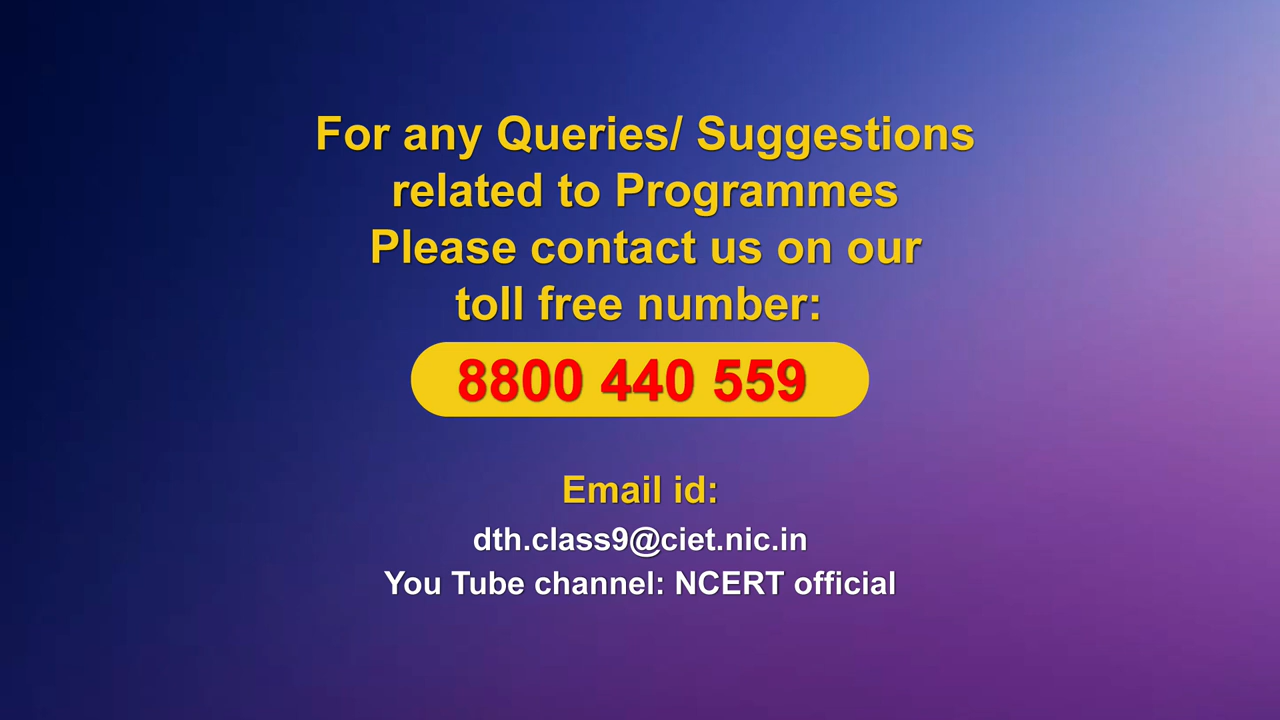 For any Queries/ Suggestions
related to Programmes
Please contact us on our
toll free number:
8800 440 559
Email id:
dth.class9@ciet.nic.in
You Tube channel: NCERT official